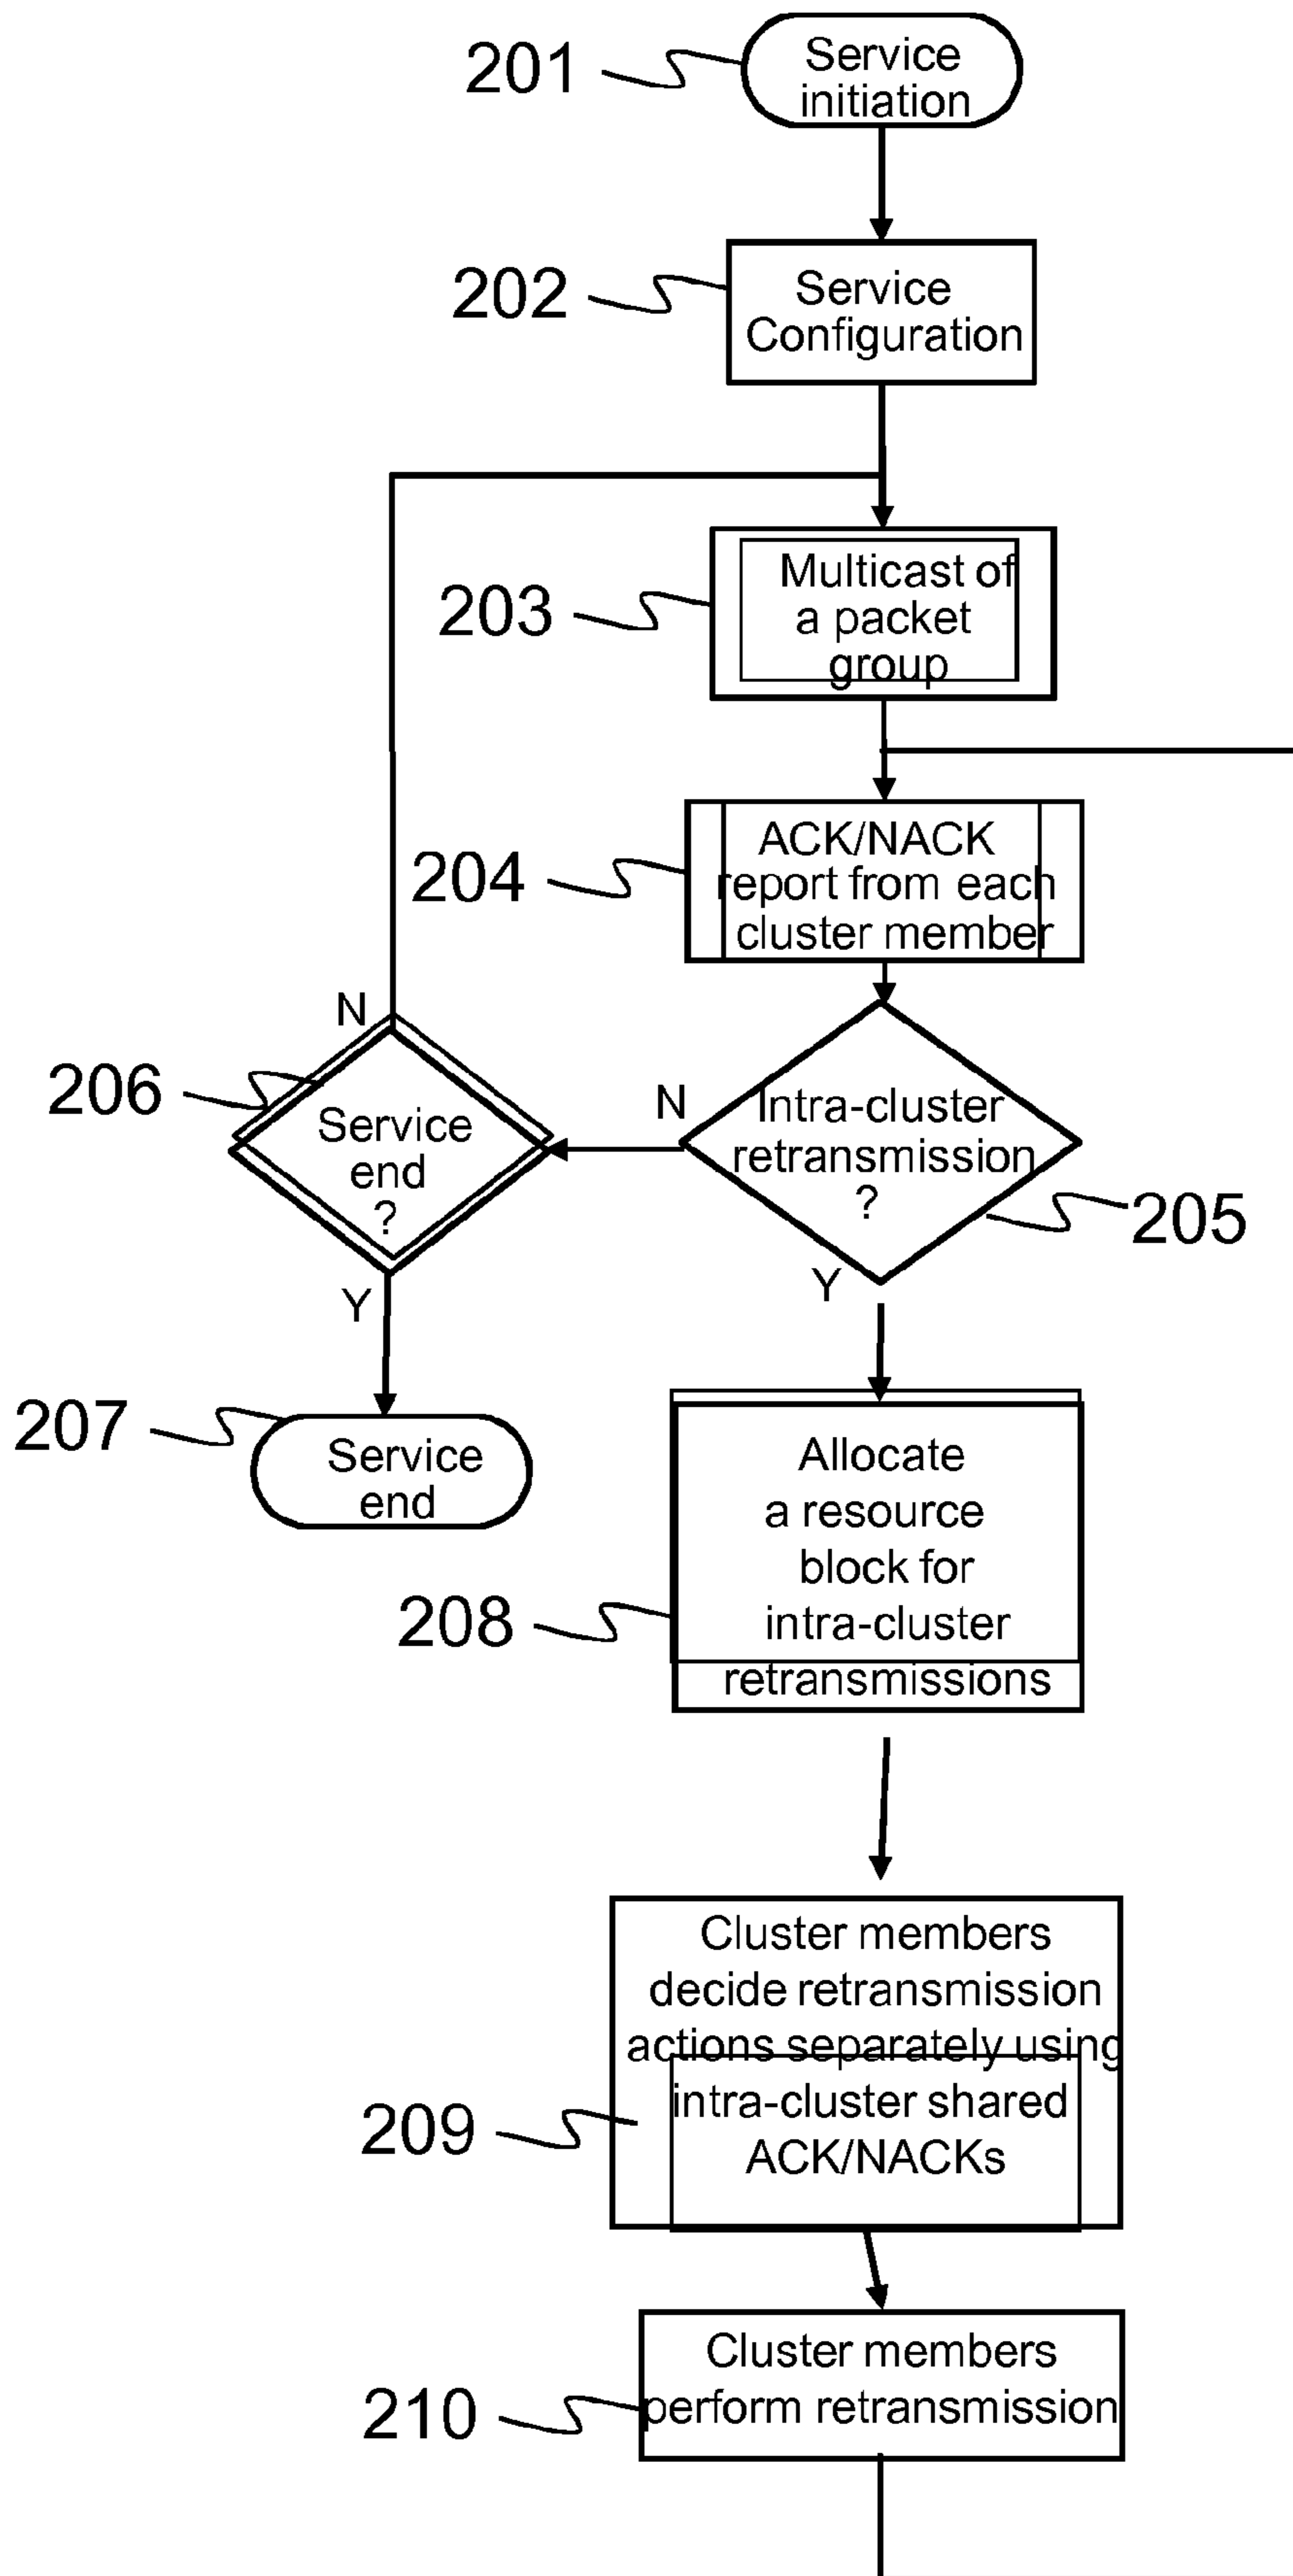 201
Service
initiation
202
Service
Configuration
203
Multicast of
a packet
group
204
ACK/NACK
report from each
cluster member
N
206
Service
end
?
N
Intra-cluster
retransmission
?
205
Y
Y
207
Service
end
Allocate
a resource
block for
intra-cluster
retransmissions
208
Cluster members
decide retransmission
actions separately using
intra-cluster shared
ACK/NACKs
209
Cluster members
perform retransmission
210